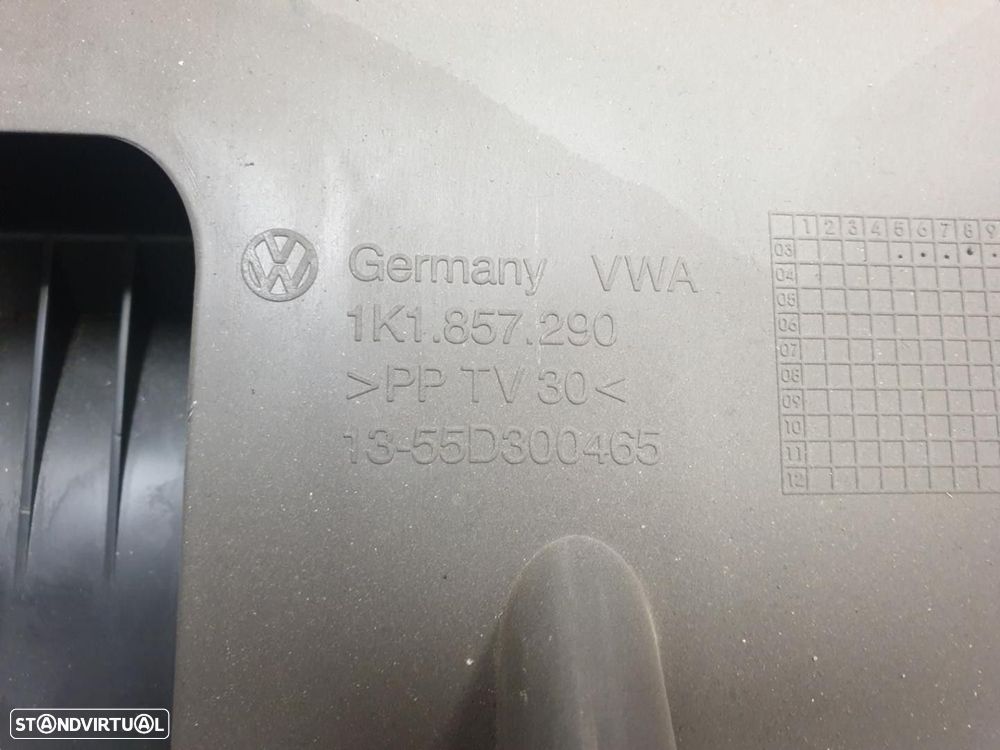 Germany VWA
1K1.857.290
>PP TV 30<
13-55D300465
1 2 3 4 5 6 7 8 9
03
04
05
06
07
08
09
10
11
12
STANDVIRTUAL